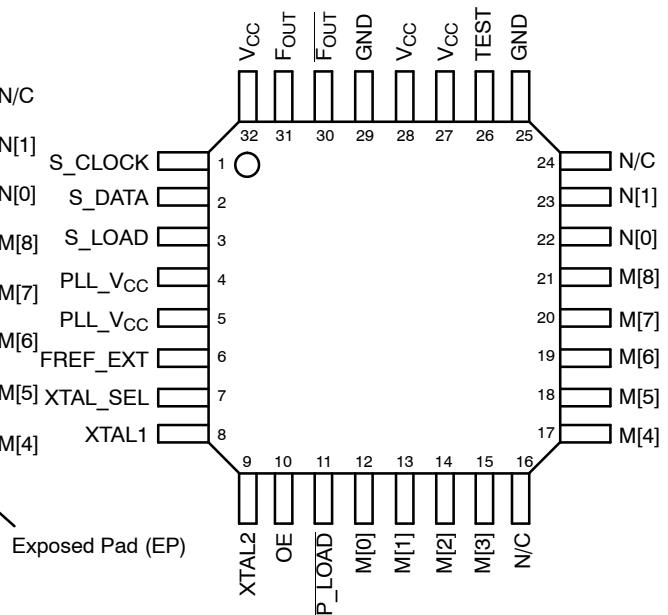 N/C
N[1]
N[0]
M[8]
M[7]
M[6]
M[5]
M[4]
Exposed Pad (EP)
VCC
FOUT
FOUT
GND
VCC
VCC
TEST
GND
32
31
30
29
28
27
26
25
S_CLOCK
1
S_DATA
2
S_LOAD
3
PLL_VCC
4
PLL_VCC
5
FREF_EXT
6
XTAL_SEL
7
XTAL1
8
24
N/C
23
N[1]
22
N[0]
21
M[8]
20
M[7]
19
M[6]
18
M[5]
17
M[4]
9
10
11
12
13
14
15
16
XTAL2
OE
P_LOAD
M[0]
M[1]
M[2]
M[3]
N/C